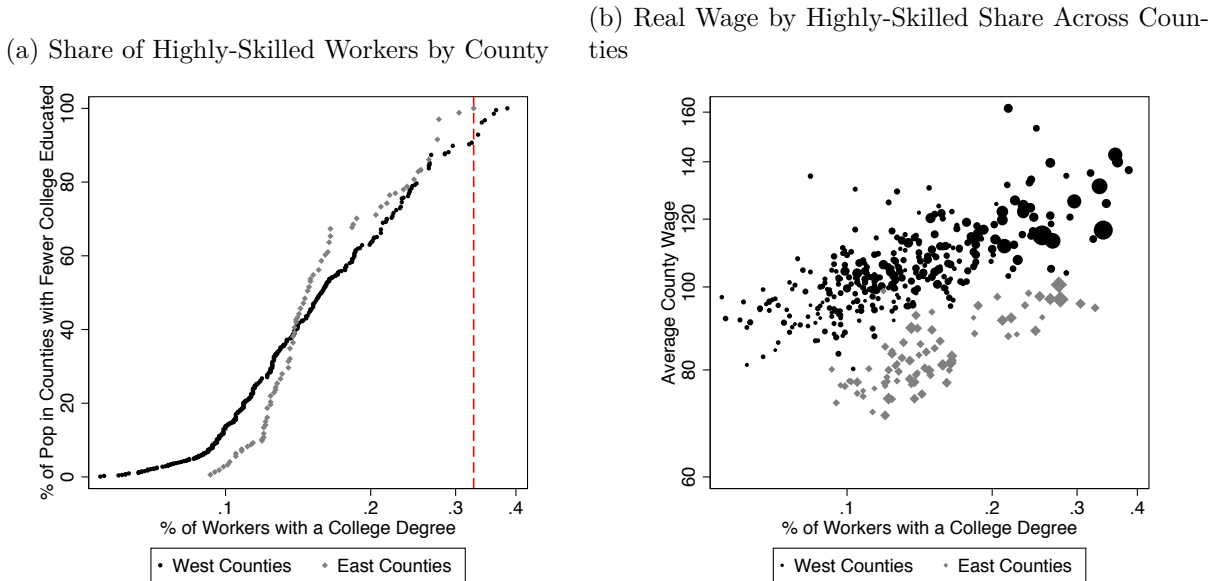 (a) Share of Highly-Skilled Workers by County
(b) Real Wage by Highly-Skilled Share Across Coun-
ties
% of Pop in Counties with Fewer College Educated
100
80
60
40
20
0
.1
.2
.3
.4
% of Workers with a College Degree
West Counties
East Counties
Average County Wage
160
140
120
100
80
60
.1
.2
.3
.4
% of Workers with a College Degree
West Counties
East Counties